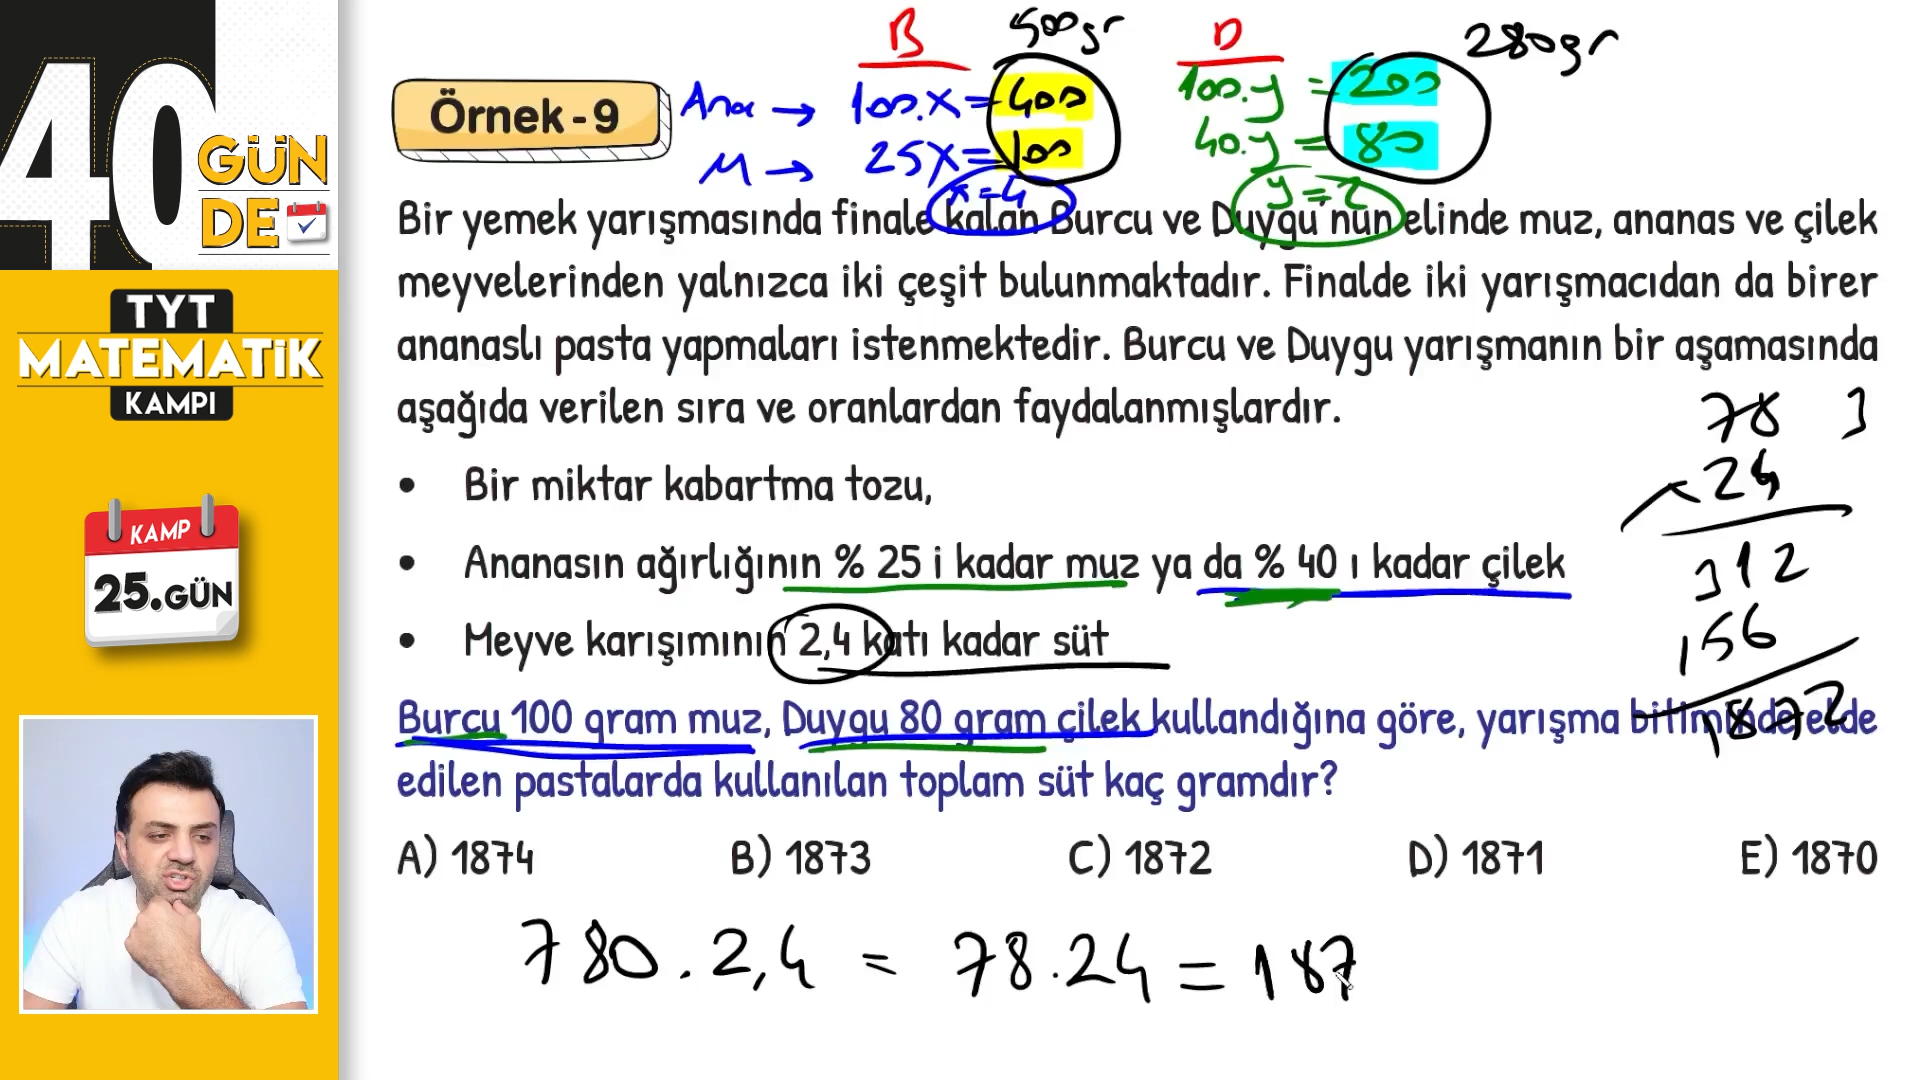 40
GÜN
DE
TYT
MATEMATİK
KAMPI
KAMP
25.GÜN
B 500gr D 280gr
Ana → 100.x=400 100.y=200
M → 25x=100 40.y=80
x=4 y=2
Örnek - 9
Bir yemek yarışmasında finale kalan Burcu ve Duygu'nun elinde muz, ananas ve çilek
meyvelerinden yalnızca iki çeşit bulunmaktadır. Finalde iki yarışmacıdan da birer
ananaslı pasta yapmaları istenmektedir. Burcu ve Duygu yarışmanın bir aşamasında
aşağıda verilen sıra ve oranlardan faydalanmışlardır.
• Bir miktar kabartma tozu,
• Ananasın ağırlığının % 25 i kadar muz ya da % 40 ı kadar çilek
• Meyve karışımının 2,4 katı kadar süt
78 3
×24
312
156
1872
Burcu 100 gram muz, Duygu 80 gram çilek kullandığına göre, yarışma bitiminde elde
edilen pastalarda kullanılan toplam süt kaç gramdır?
A) 1874 B) 1873 C) 1872 D) 1871 E) 1870
780.2,4 = 78.24 = 187